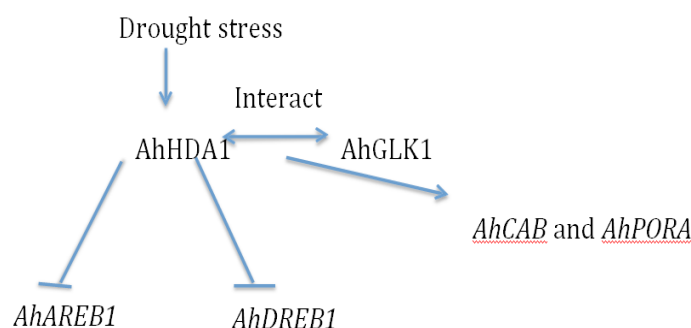 Drought stress
Interact
AhHDA1
AhGLK1
AhCAB and AhPORA
AhAREB1
AhDREB1